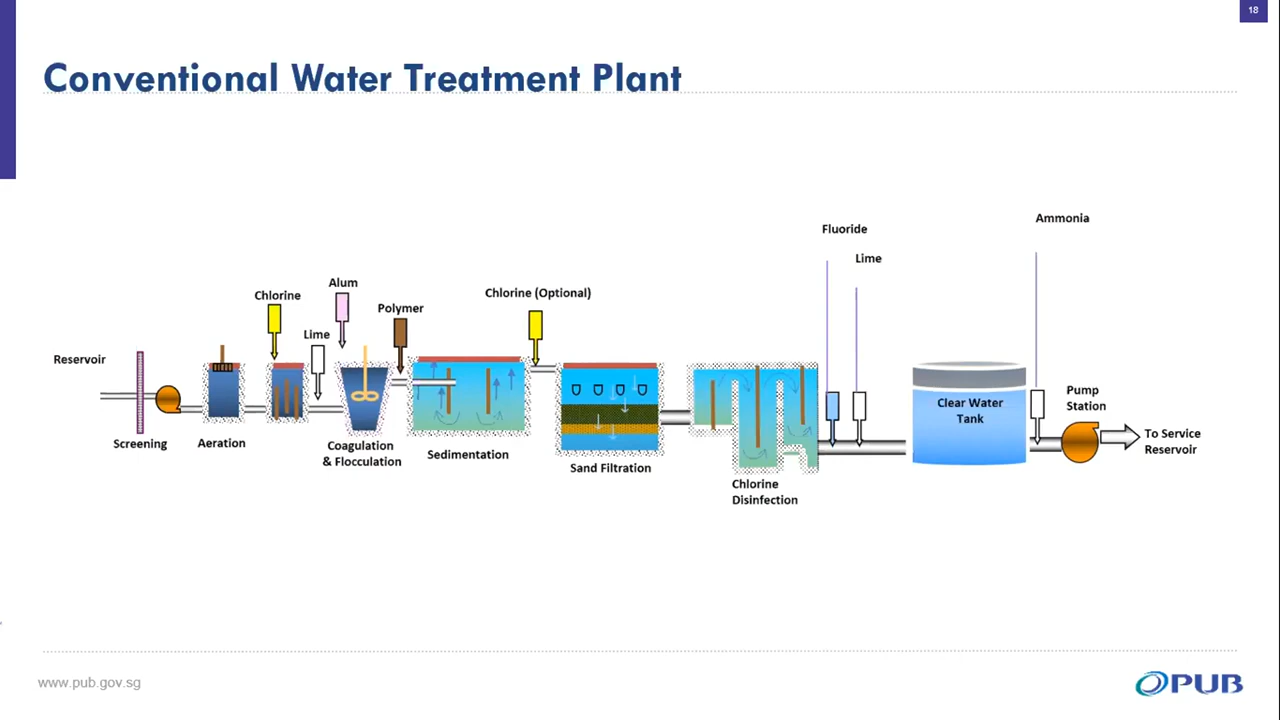 18
Conventional Water Treatment Plant
Ammonia
Fluoride
Lime
Alum
Chlorine
Chlorine (Optional)
Polymer
Lime
Reservoir
Screening
Aeration
Coagulation
& Flocculation
Sedimentation
Sand Filtration
Chlorine
Disinfection
Clear Water
Tank
Pump
Station
To Service
Reservoir
www.pub.gov.sg
PUB